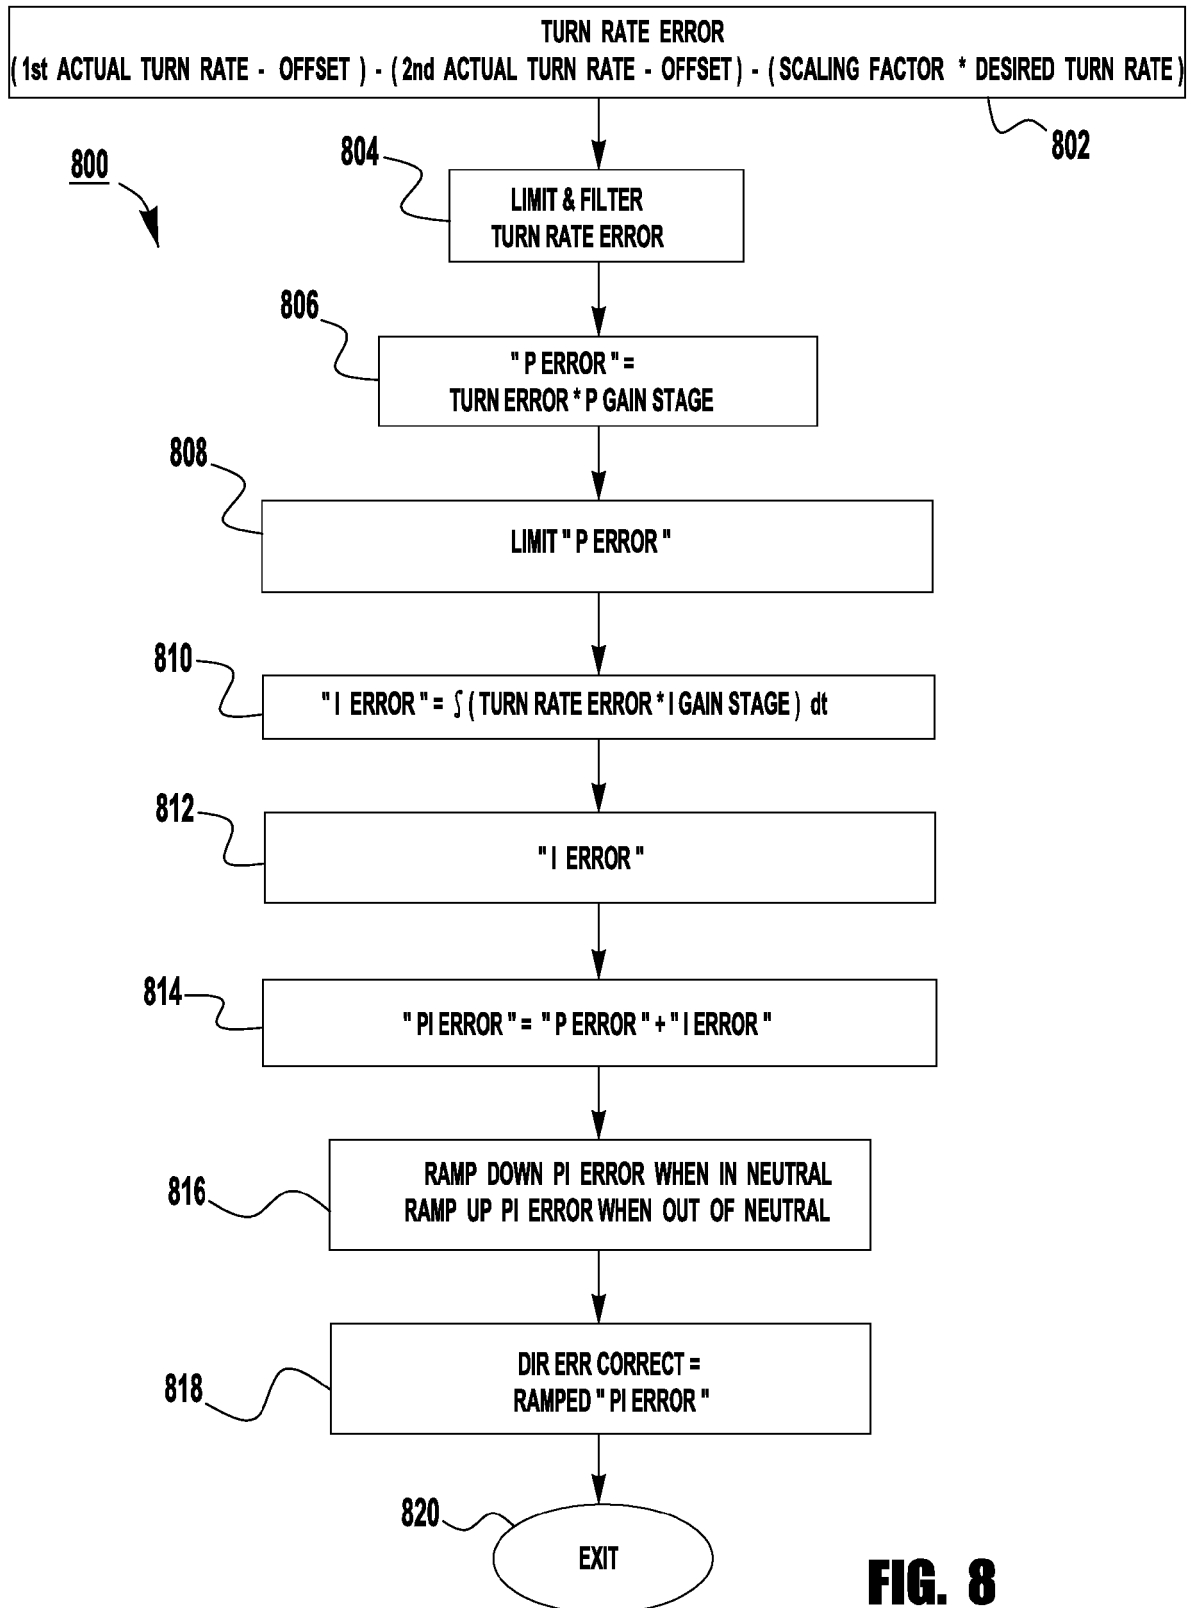 TURN RATE ERROR
( 1st ACTUAL TURN RATE - OFFSET ) - ( 2nd ACTUAL TURN RATE - OFFSET ) - ( SCALING FACTOR * DESIRED TURN RATE )
802
800
804
LIMIT & FILTER
TURN RATE ERROR
806
" P ERROR " =
TURN ERROR * P GAIN STAGE
808
LIMIT " P ERROR "
810
" I ERROR " = ∫ ( TURN RATE ERROR * I GAIN STAGE ) dt
812
" I ERROR "
814
" PI ERROR " = " P ERROR " + " I ERROR "
816
RAMP DOWN PI ERROR WHEN IN NEUTRAL
RAMP UP PI ERROR WHEN OUT OF NEUTRAL
818
DIR ERR CORRECT =
RAMPED " PI ERROR "
820
EXIT
FIG. 8